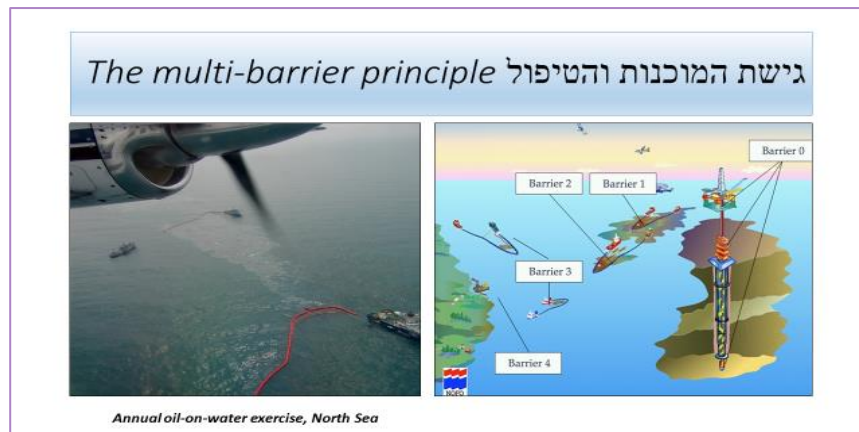 The multi-barrier principle גישת המוכנות והטיפול
Barrier 0
Barrier 2
Barrier 1
Barrier 3
Barrier 4
Annual oil-on-water exercise, North Sea